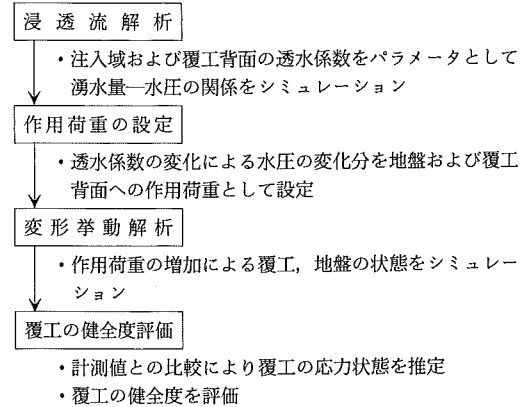 浸透流解析
・注入域および覆工背面の透水係数をパラメータとして
湧水量―水圧の関係をシミュレーション
作用荷重の設定
・透水係数の変化による水圧の変化分を地盤および覆工
背面への作用荷重として設定
変形挙動解析
・作用荷重の増加による覆工，地盤の状態をシミュレー
ション
覆工の健全度評価
・計測値との比較により覆工の応力状態を推定
・覆工の健全度を評価